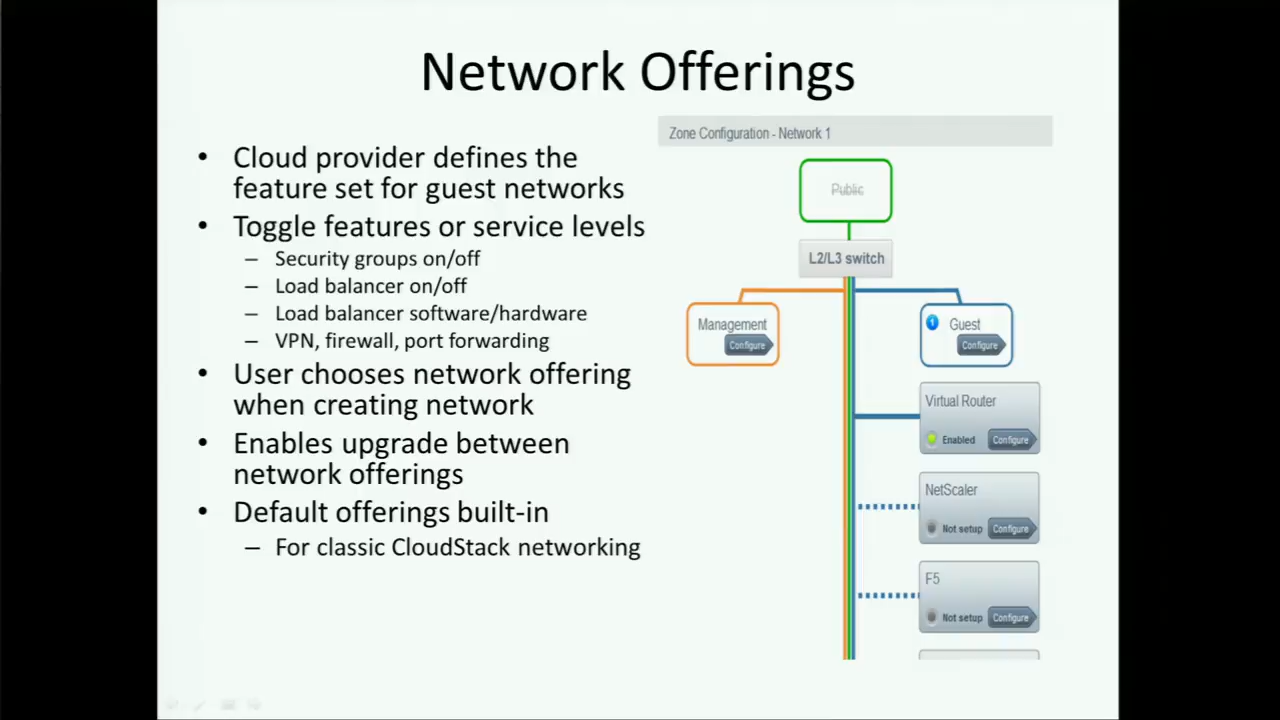 Network Offerings
• Cloud provider defines the
feature set for guest networks
• Toggle features or service levels
– Security groups on/off
– Load balancer on/off
– Load balancer software/hardware
– VPN, firewall, port forwarding
• User chooses network offering
when creating network
• Enables upgrade between
network offerings
• Default offerings built-in
– For classic CloudStack networking
Zone Configuration - Network 1
Public
L2/L3 switch
Management
Configure
1 Guest
Configure
Virtual Router
Enabled Configure
NetScaler
Not setup Configure
F5
Not setup Configure